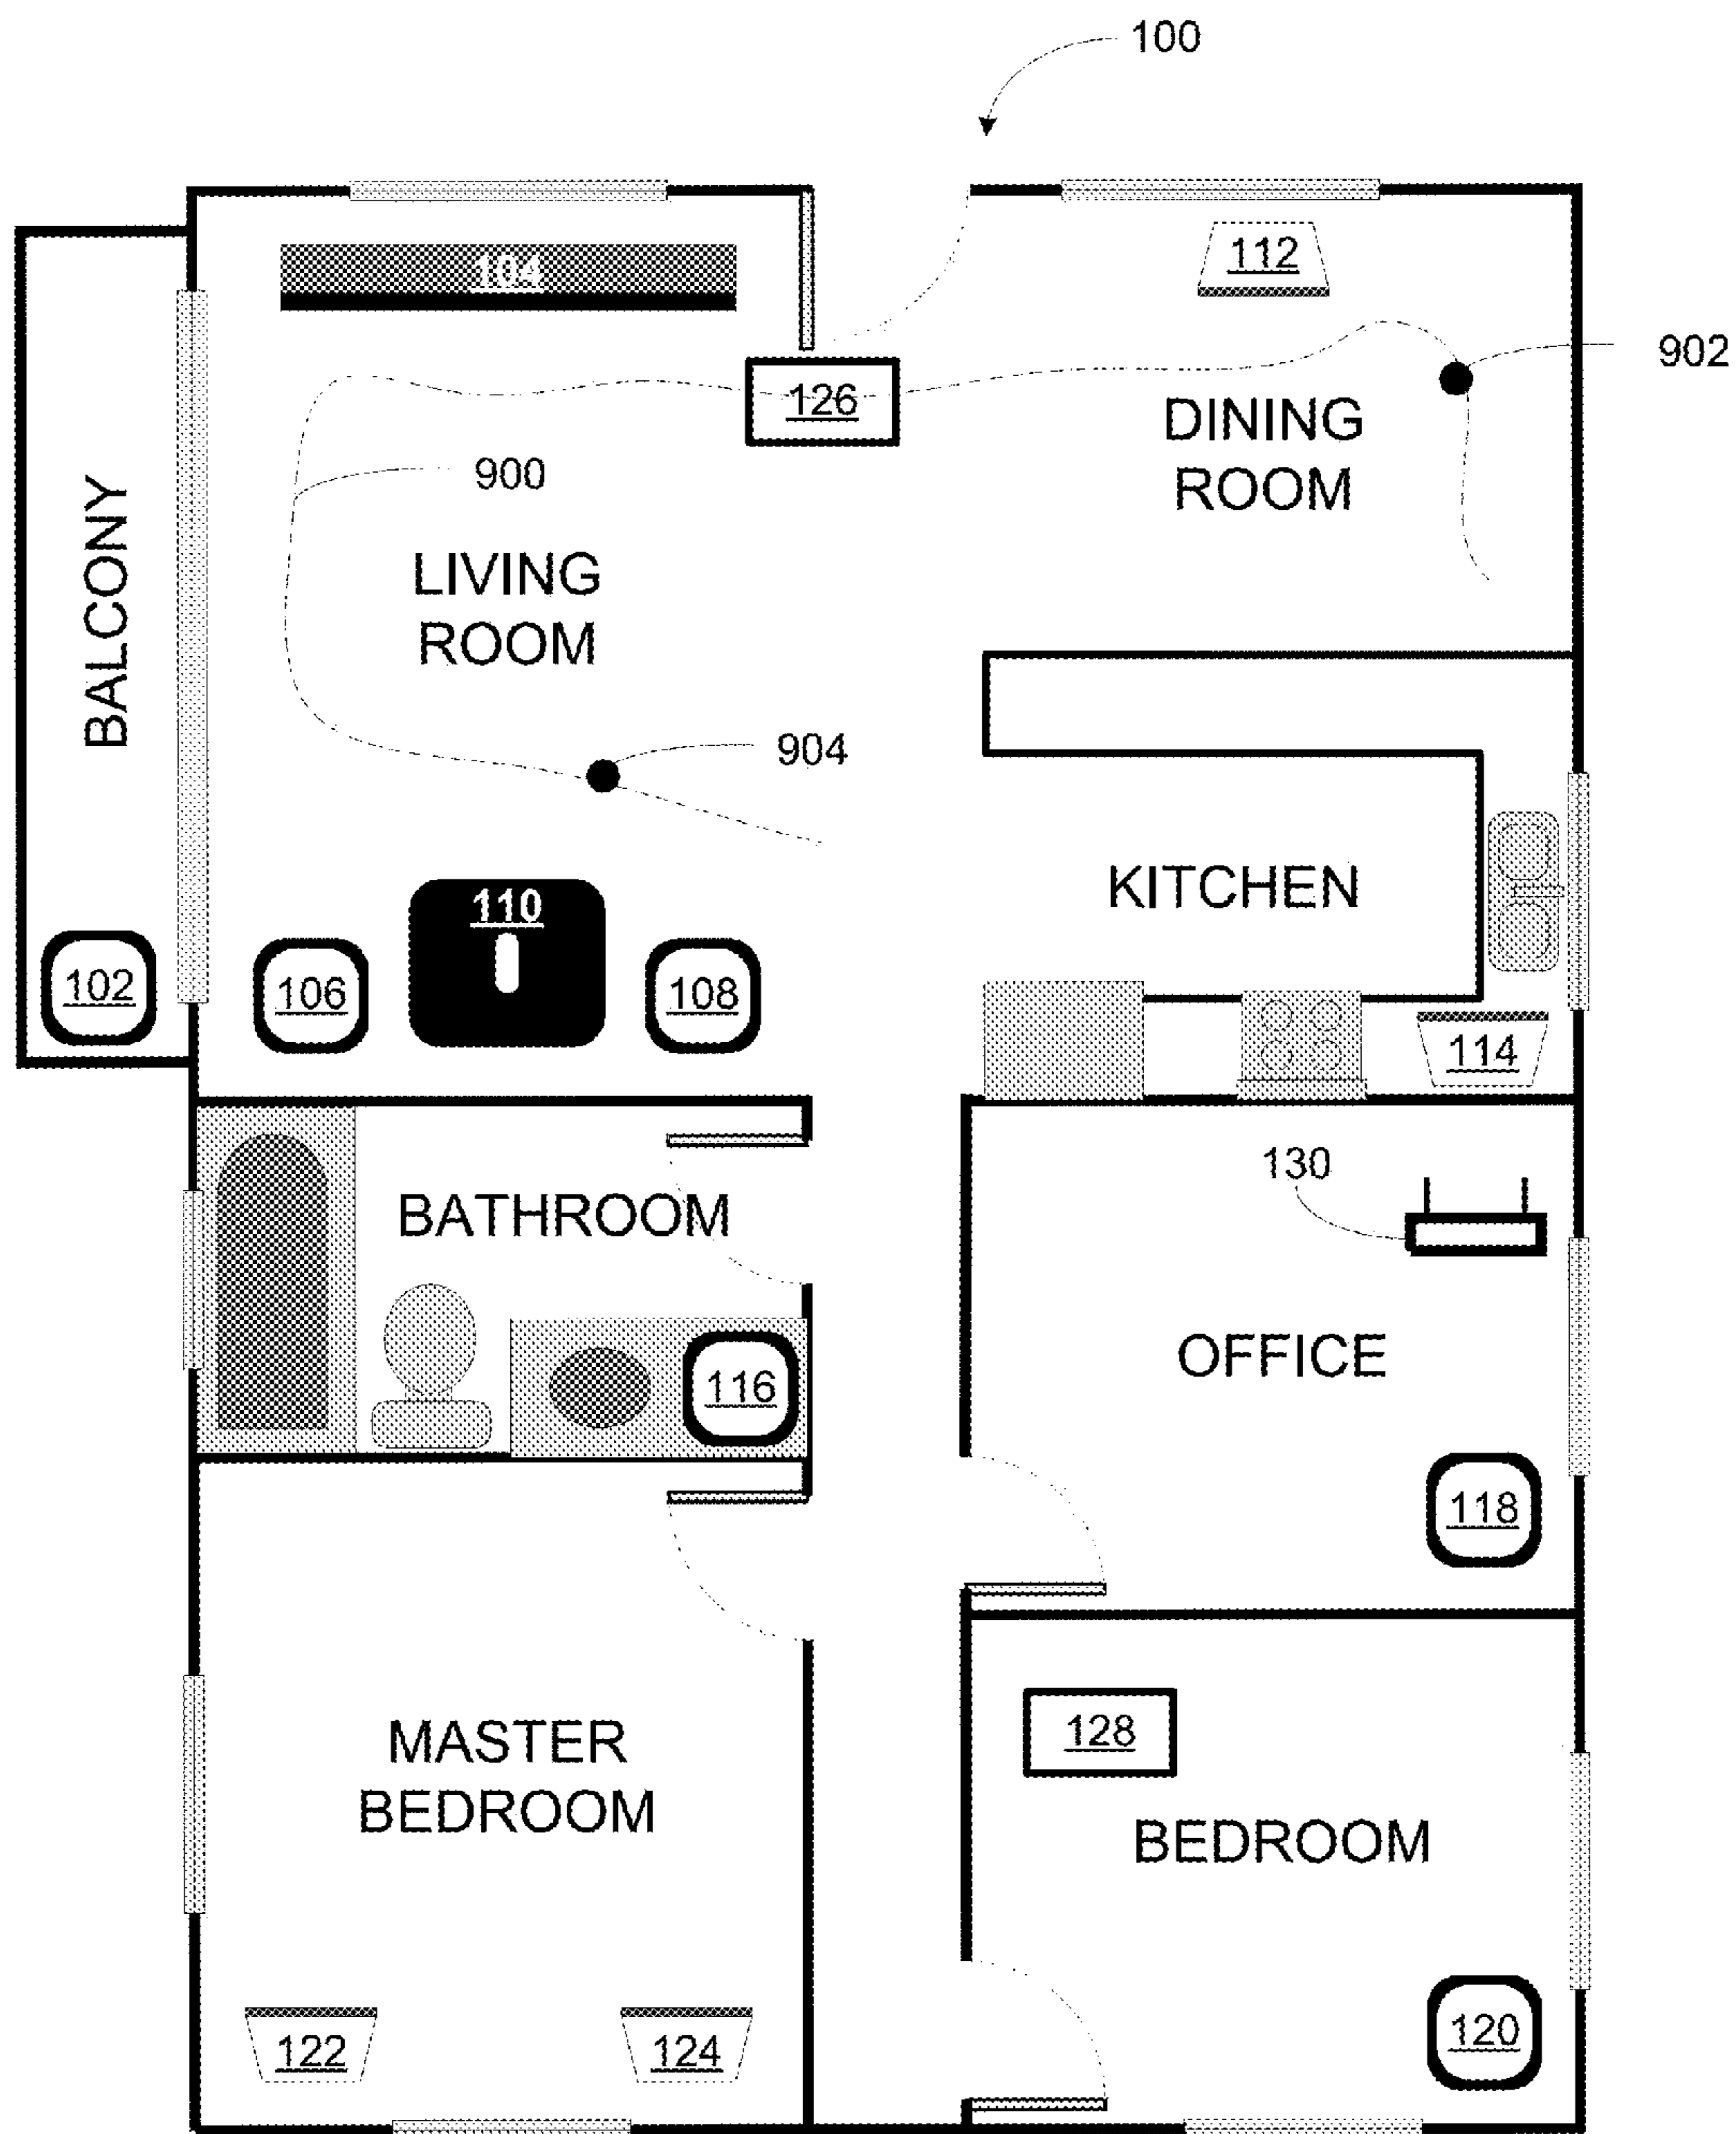 100
104
112
902
126
DINING
ROOM
900
BALCONY
LIVING
ROOM
904
KITCHEN
110
102
106
108
114
130
BATHROOM
OFFICE
116
118
MASTER
BEDROOM
128
BEDROOM
122
124
120